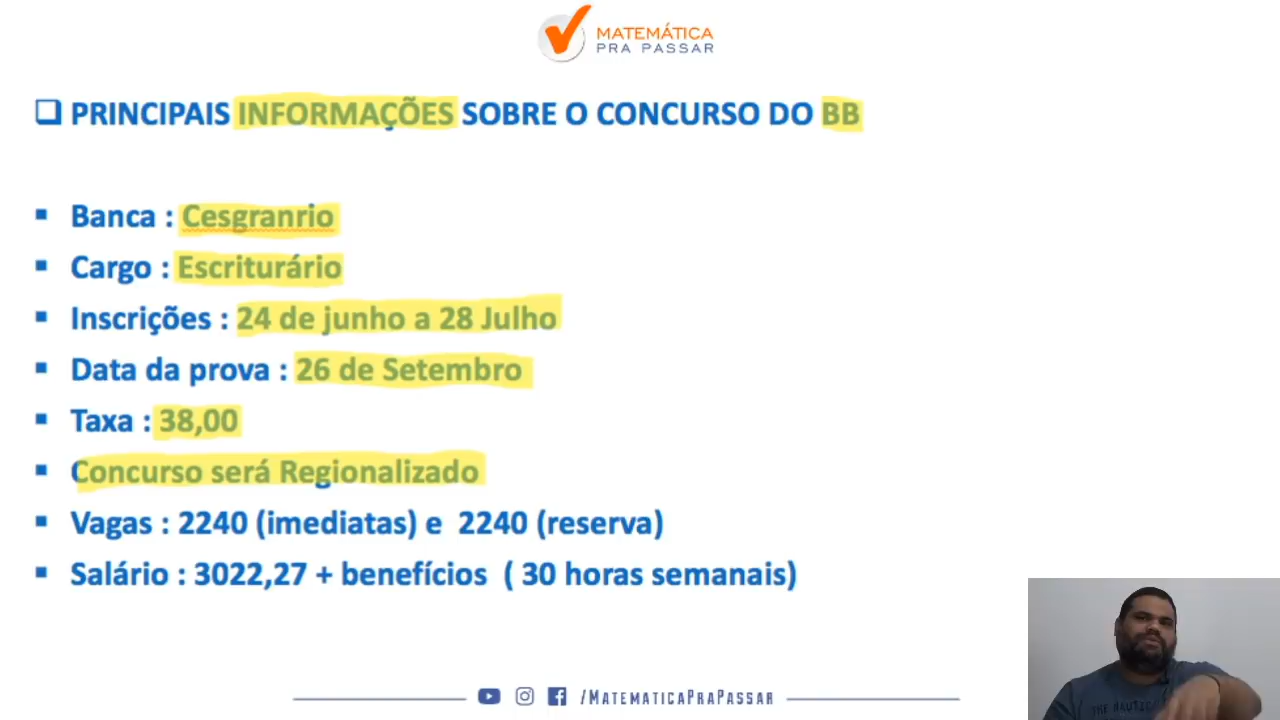 MATEMÁTICA
PRA PASSAR
PRINCIPAIS INFORMAÇÕES SOBRE O CONCURSO DO BB
Banca : Cesgranrio
Cargo : Escriturário
Inscrições : 24 de junho a 28 Julho
Data da prova : 26 de Setembro
Taxa : 38,00
Concurso será Regionalizado
Vagas : 2240 (imediatas) e 2240 (reserva)
Salário : 3022,27 + benefícios ( 30 horas semanais)
/MATEMATICAPRAPASSAR
THE NAUTICA